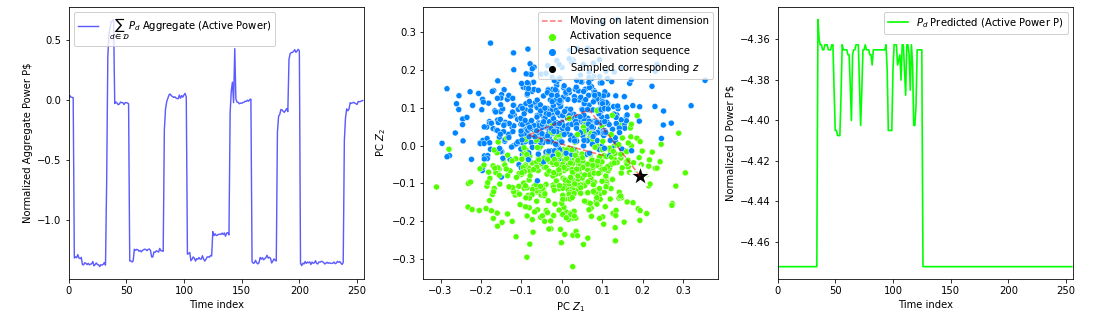 ∑ P_d Aggregate (Active Power)
d∈𝒟
Normalized Aggregate Power P$
0.5
0.0
−0.5
−1.0
0
50
100
150
200
250
Time index
Moving on latent dimension
Activation sequence
Desactivation sequence
Sampled corresponding z
PC Z₂
0.3
0.2
0.1
0.0
−0.1
−0.2
−0.3
−0.3
−0.2
−0.1
0.0
0.1
0.2
0.3
PC Z₁
P_d Predicted (Active Power P)
Normalized D Power P$
−4.36
−4.38
−4.40
−4.42
−4.44
−4.46
0
50
100
150
200
250
Time index